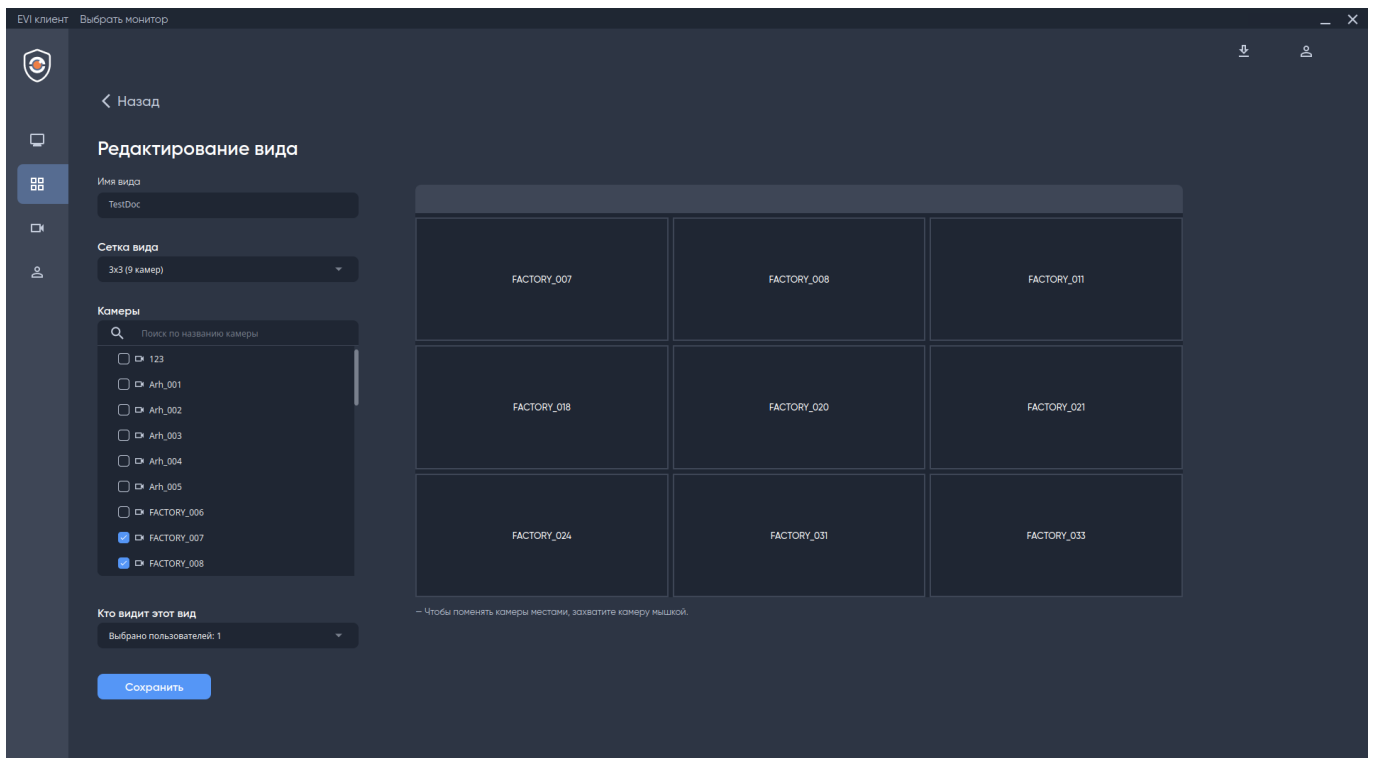 EVI клиент Выбрать монитор
Назад
Редактирование вида
Имя вида
TestDoc
Сетка вида
3x3 (9 камер)
Камеры
Поиск по названию камеры
123
Arh_001
Arh_002
Arh_003
Arh_004
Arh_005
FACTORY_006
FACTORY_007
FACTORY_008
Кто видит этот вид
Выбрано пользователей: 1
Сохранить
FACTORY_007 FACTORY_008 FACTORY_011
FACTORY_018 FACTORY_020 FACTORY_021
FACTORY_024 FACTORY_031 FACTORY_033
— Чтобы поменять камеры местами, захватите камеру мышкой.